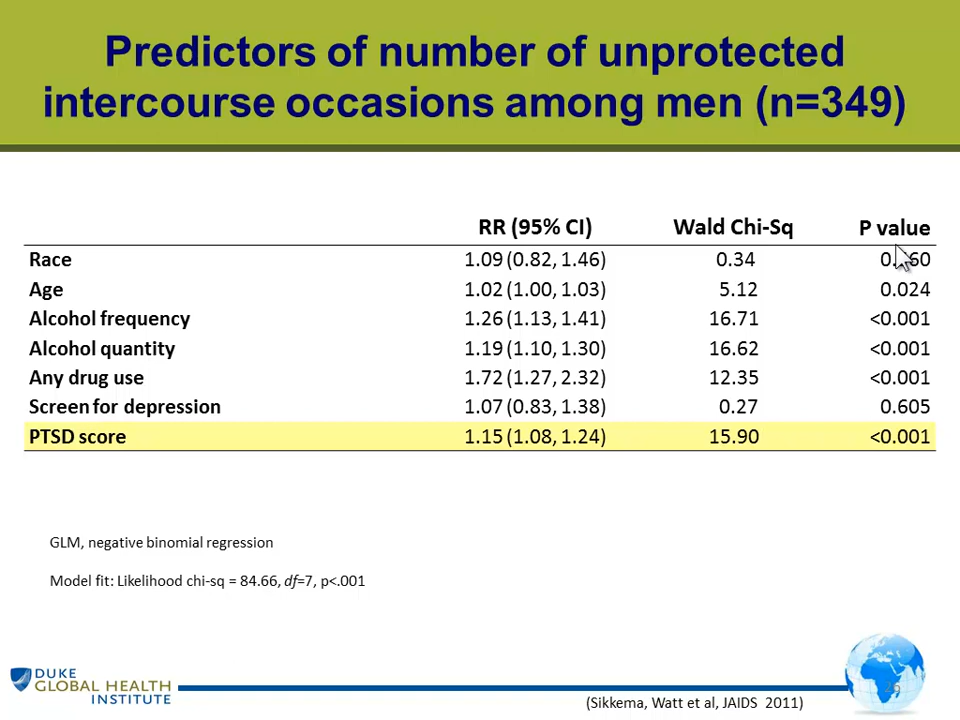 Predictors of number of unprotected
intercourse occasions among men (n=349)
RR (95% CI) Wald Chi-Sq P value
Race 1.09 (0.82, 1.46) 0.34
Age 1.02 (1.00, 1.03) 5.12 0.024
Alcohol frequency 1.26 (1.13, 1.41) 16.71 <0.001
Alcohol quantity 1.19 (1.10, 1.30) 16.62 <0.001
Any drug use 1.72 (1.27, 2.32) 12.35 <0.001
Screen for depression 1.07 (0.83, 1.38) 0.27 0.605
PTSD score 1.15 (1.08, 1.24) 15.90 <0.001
GLM, negative binomial regression
Model fit: Likelihood chi-sq = 84.66, df=7, p<.001
DUKE
GLOBAL HEALTH
INSTITUTE
(Sikkema, Watt et al, JAIDS 2011)